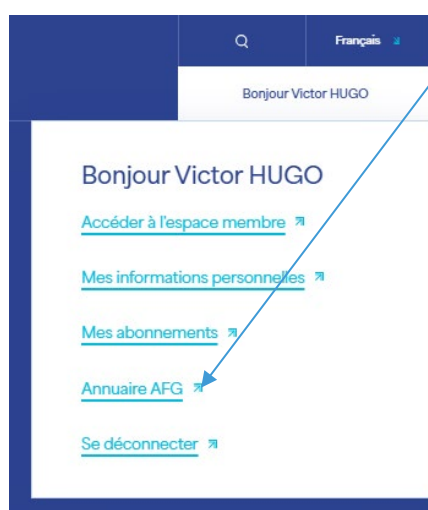 Français
Bonjour Victor HUGO
Bonjour Victor HUGO
Accéder à l'espace membre
Mes informations personnelles
Mes abonnements
Annuaire AFG
Se déconnecter